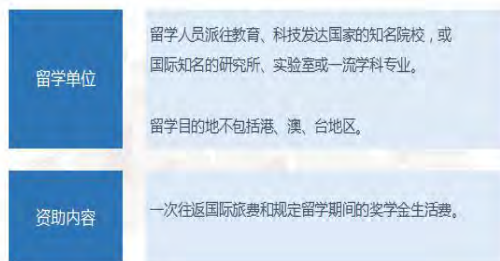 留学单位
留学人员派往教育、科技发达国家的知名院校，或
国际知名的研究所、实验室或一流学科专业。
留学目的地不包括港、澳、台地区。
资助内容
一次往返国际旅费和规定留学期间的奖学金生活费。